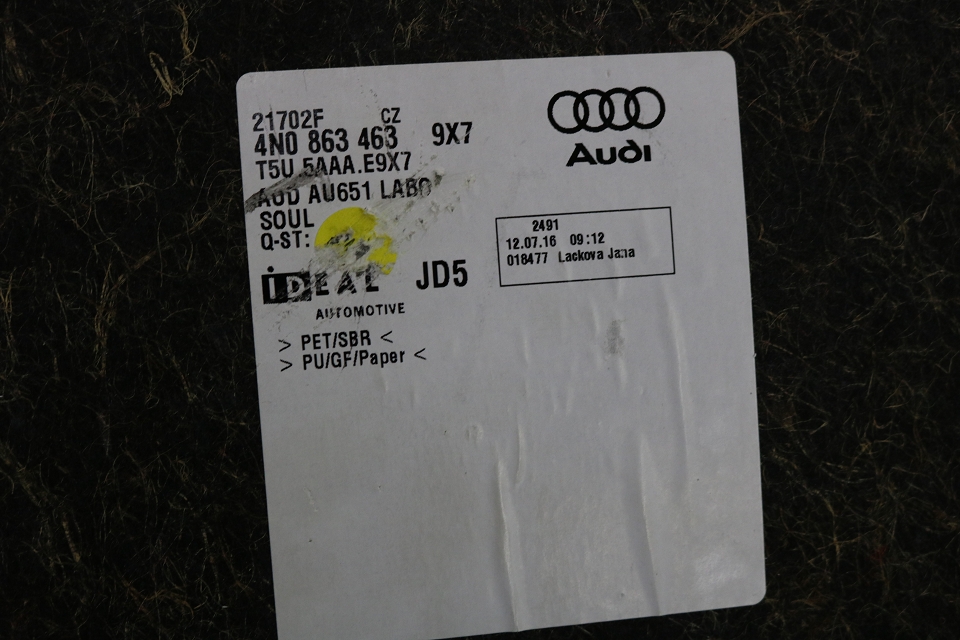 21702F CZ
4N0 863 463 9X7
T5U.5AAA.E9X7
AUD AU651 LABO
SOUL
Q-ST:
iDEAL JD5
AUTOMOTIVE
> PET/SBR <
> PU/GF/Paper <
Audi
2491
12.07.16 09:12
018477 Lackova Jana